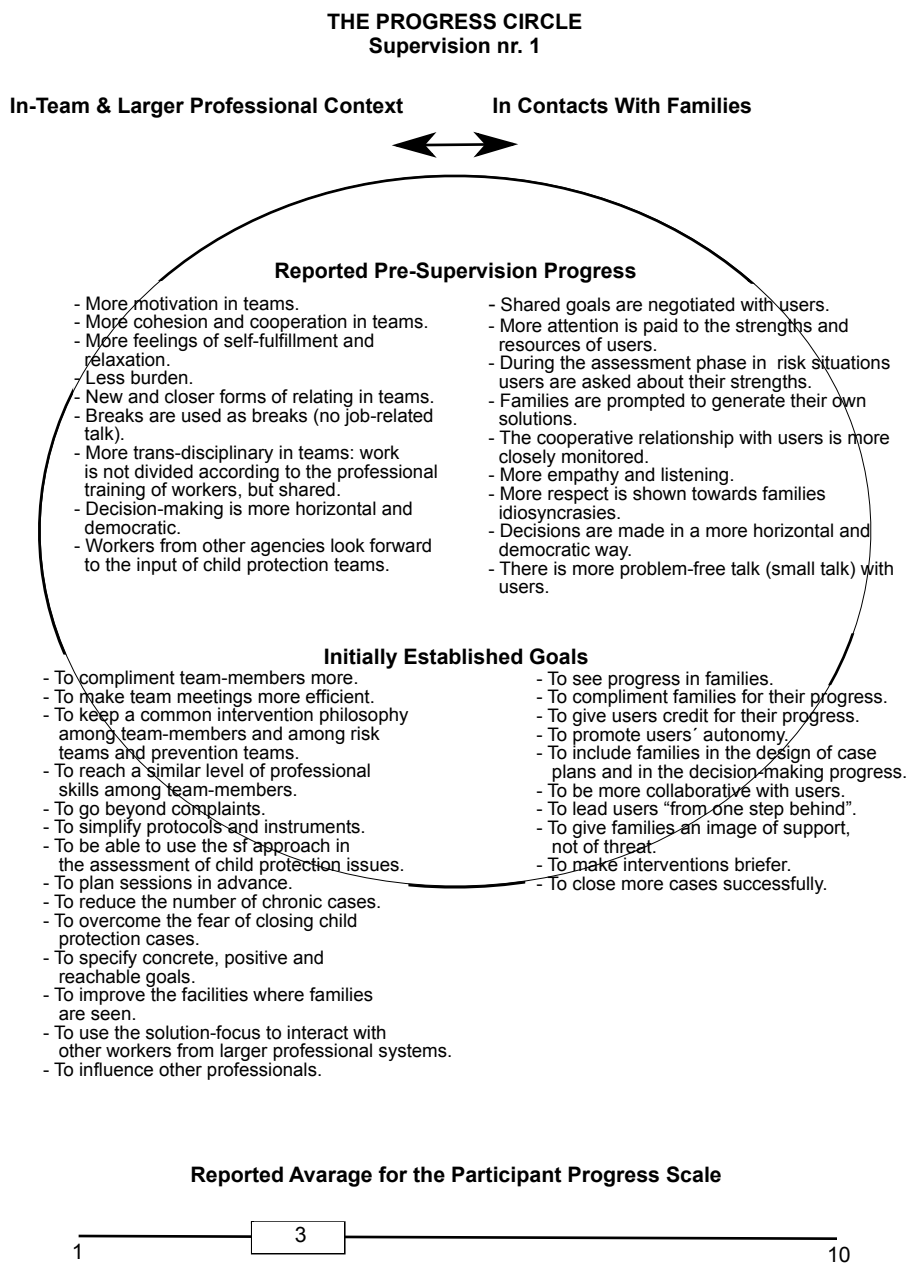 THE PROGRESS CIRCLE
Supervision nr. 1
In-Team & Larger Professional Context
In Contacts With Families
Reported Pre-Supervision Progress
- More motivation in teams.
- More cohesion and cooperation in teams.
- More feelings of self-fulfillment and
relaxation.
- Less burden.
- New and closer forms of relating in teams.
- Breaks are used as breaks (no job-related
talk).
- More trans-disciplinary in teams: work
is not divided according to the professional
training of workers, but shared.
- Decision-making is more horizontal and
democratic.
- Workers from other agencies look forward
to the input of child protection teams.
- Shared goals are negotiated with users.
- More attention is paid to the strengths and
resources of users.
- During the assessment phase in risk situations
users are asked about their strengths.
- Families are prompted to generate their own
solutions.
- The cooperative relationship with users is more
closely monitored.
- More empathy and listening.
- More respect is shown towards families
idiosyncrasies.
- Decisions are made in a more horizontal and
democratic way.
- There is more problem-free talk (small talk) with
users.
Initially Established Goals
- To compliment team-members more.
- To make team meetings more efficient.
- To keep a common intervention philosophy
among team-members and among risk
teams and prevention teams.
- To reach a similar level of professional
skills among team-members.
- To go beyond complaints.
- To simplify protocols and instruments.
- To be able to use the sf approach in
the assessment of child protection issues.
- To plan sessions in advance.
- To reduce the number of chronic cases.
- To overcome the fear of closing child
protection cases.
- To specify concrete, positive and
reachable goals.
- To improve the facilities where families
are seen.
- To use the solution-focus to interact with
other workers from larger professional systems.
- To influence other professionals.
- To see progress in families.
- To compliment families for their progress.
- To give users credit for their progress.
- To promote users´ autonomy.
- To include families in the design of case
plans and in the decision-making progress.
- To be more collaborative with users.
- To lead users “from one step behind”.
- To give families an image of support,
not of threat.
- To make interventions briefer.
- To close more cases successfully.
Reported Avarage for the Participant Progress Scale
3
1
10